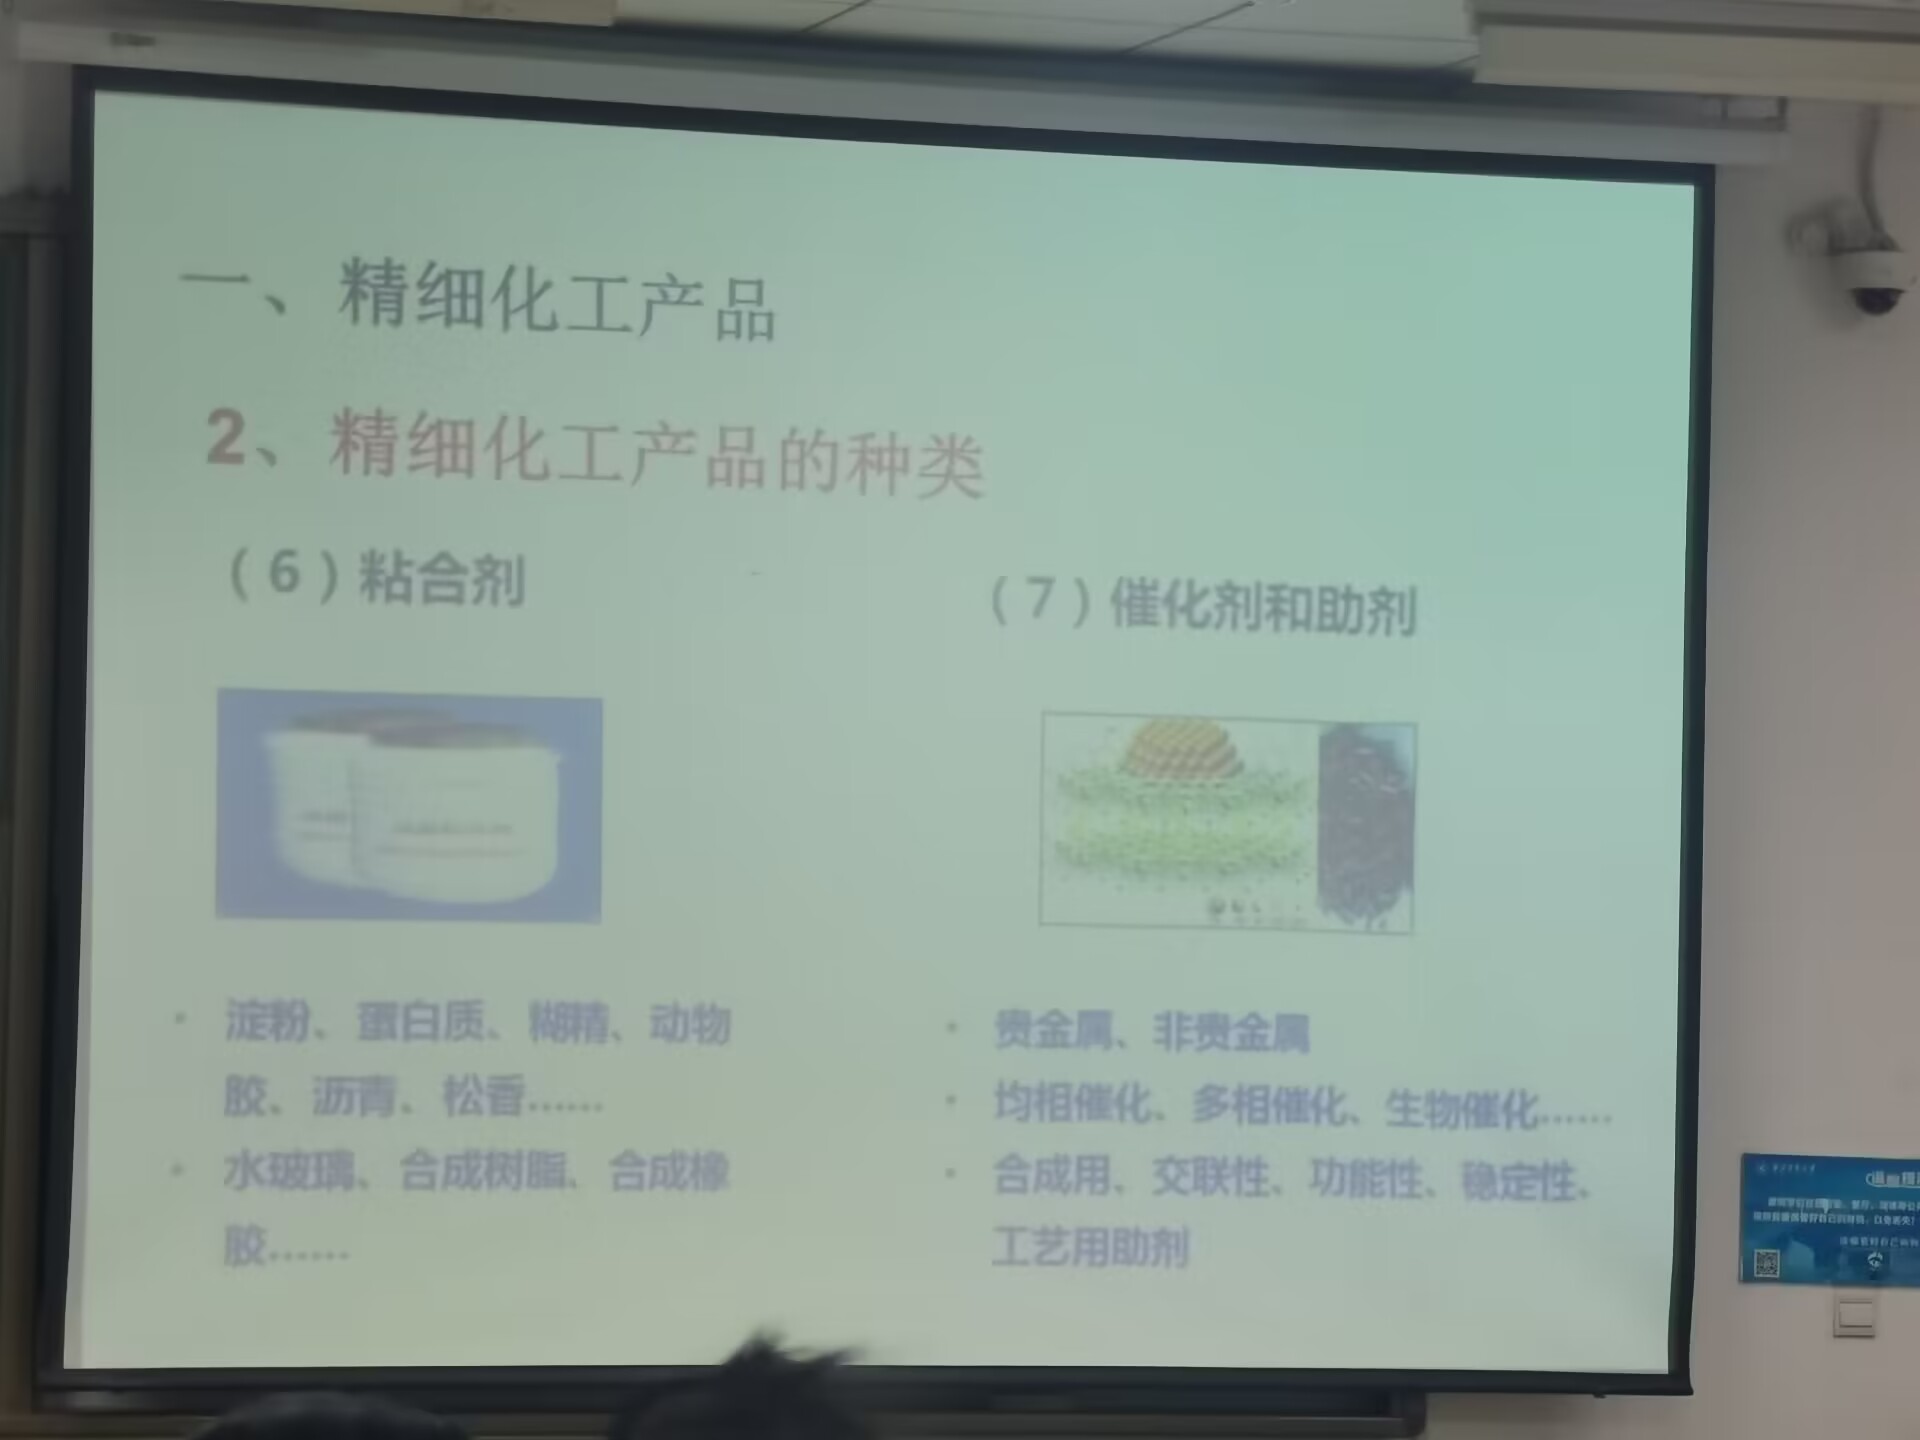 一、精细化工产品
2、精细化工产品的种类
（6）粘合剂
（7）催化剂和助剂
• 淀粉、蛋白质、糊精、动物
胶、沥青、松香……
• 水玻璃、合成树脂、合成橡
胶……
• 贵金属、非贵金属
• 均相催化、多相催化、生物催化……
• 合成用、交联性、功能性、稳定性、
工艺用助剂